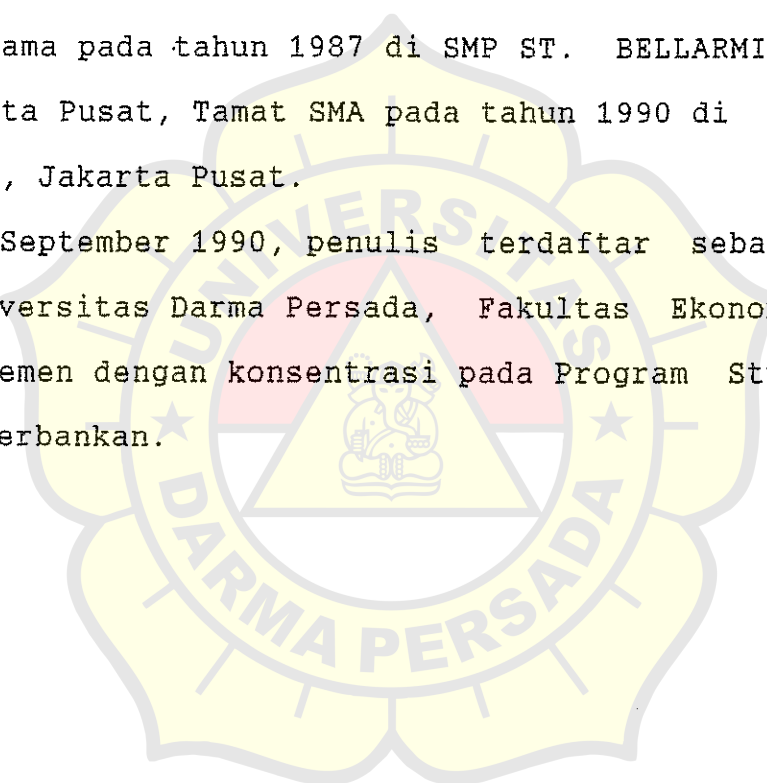 ama pada tahun 1987 di SMP ST. BELLARMI
ta Pusat, Tamat SMA pada tahun 1990 di
, Jakarta Pusat.
September 1990, penulis terdaftar seba
versitas Darma Persada, Fakultas Ekono
emen dengan konsentrasi pada Program St
erbankan.
UNIVERSITAS
DARMA PERSADA